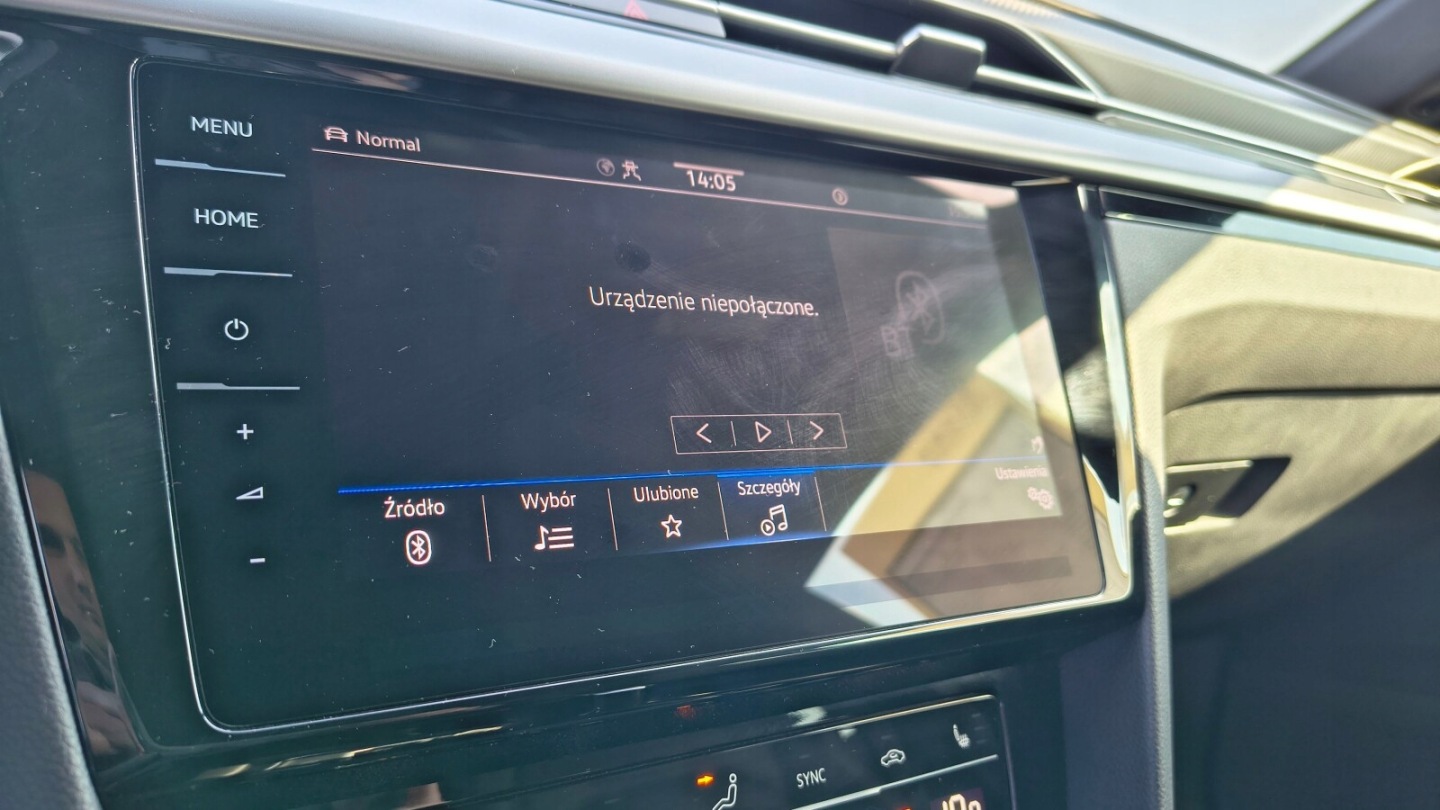 MENU
Normal
14:05
HOME
Urządzenie niepołączone.
Źródło
Wybór
Ulubione
Szczegóły
Ustawienia
SYNC